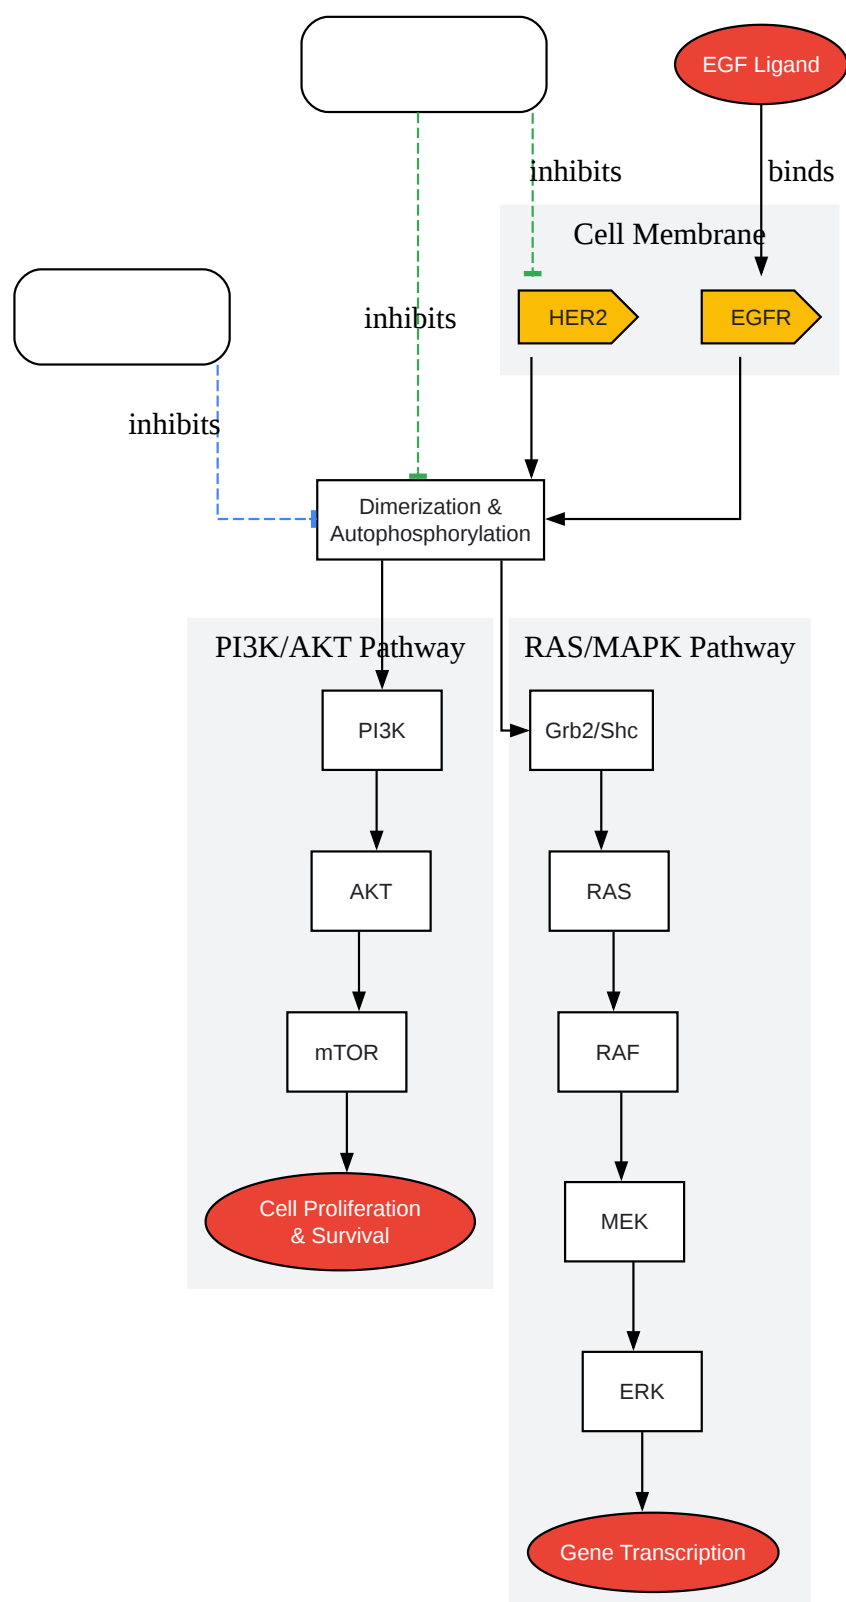 EGF Ligand
inhibits
binds
Cell Membrane
HER2
EGFR
inhibits
inhibits
Dimerization &
Autophosphorylation
PI3K/AKT Pathway
RAS/MAPK Pathway
PI3K
Grb2/Shc
AKT
RAS
mTOR
RAF
Cell Proliferation
& Survival
MEK
ERK
Gene Transcription